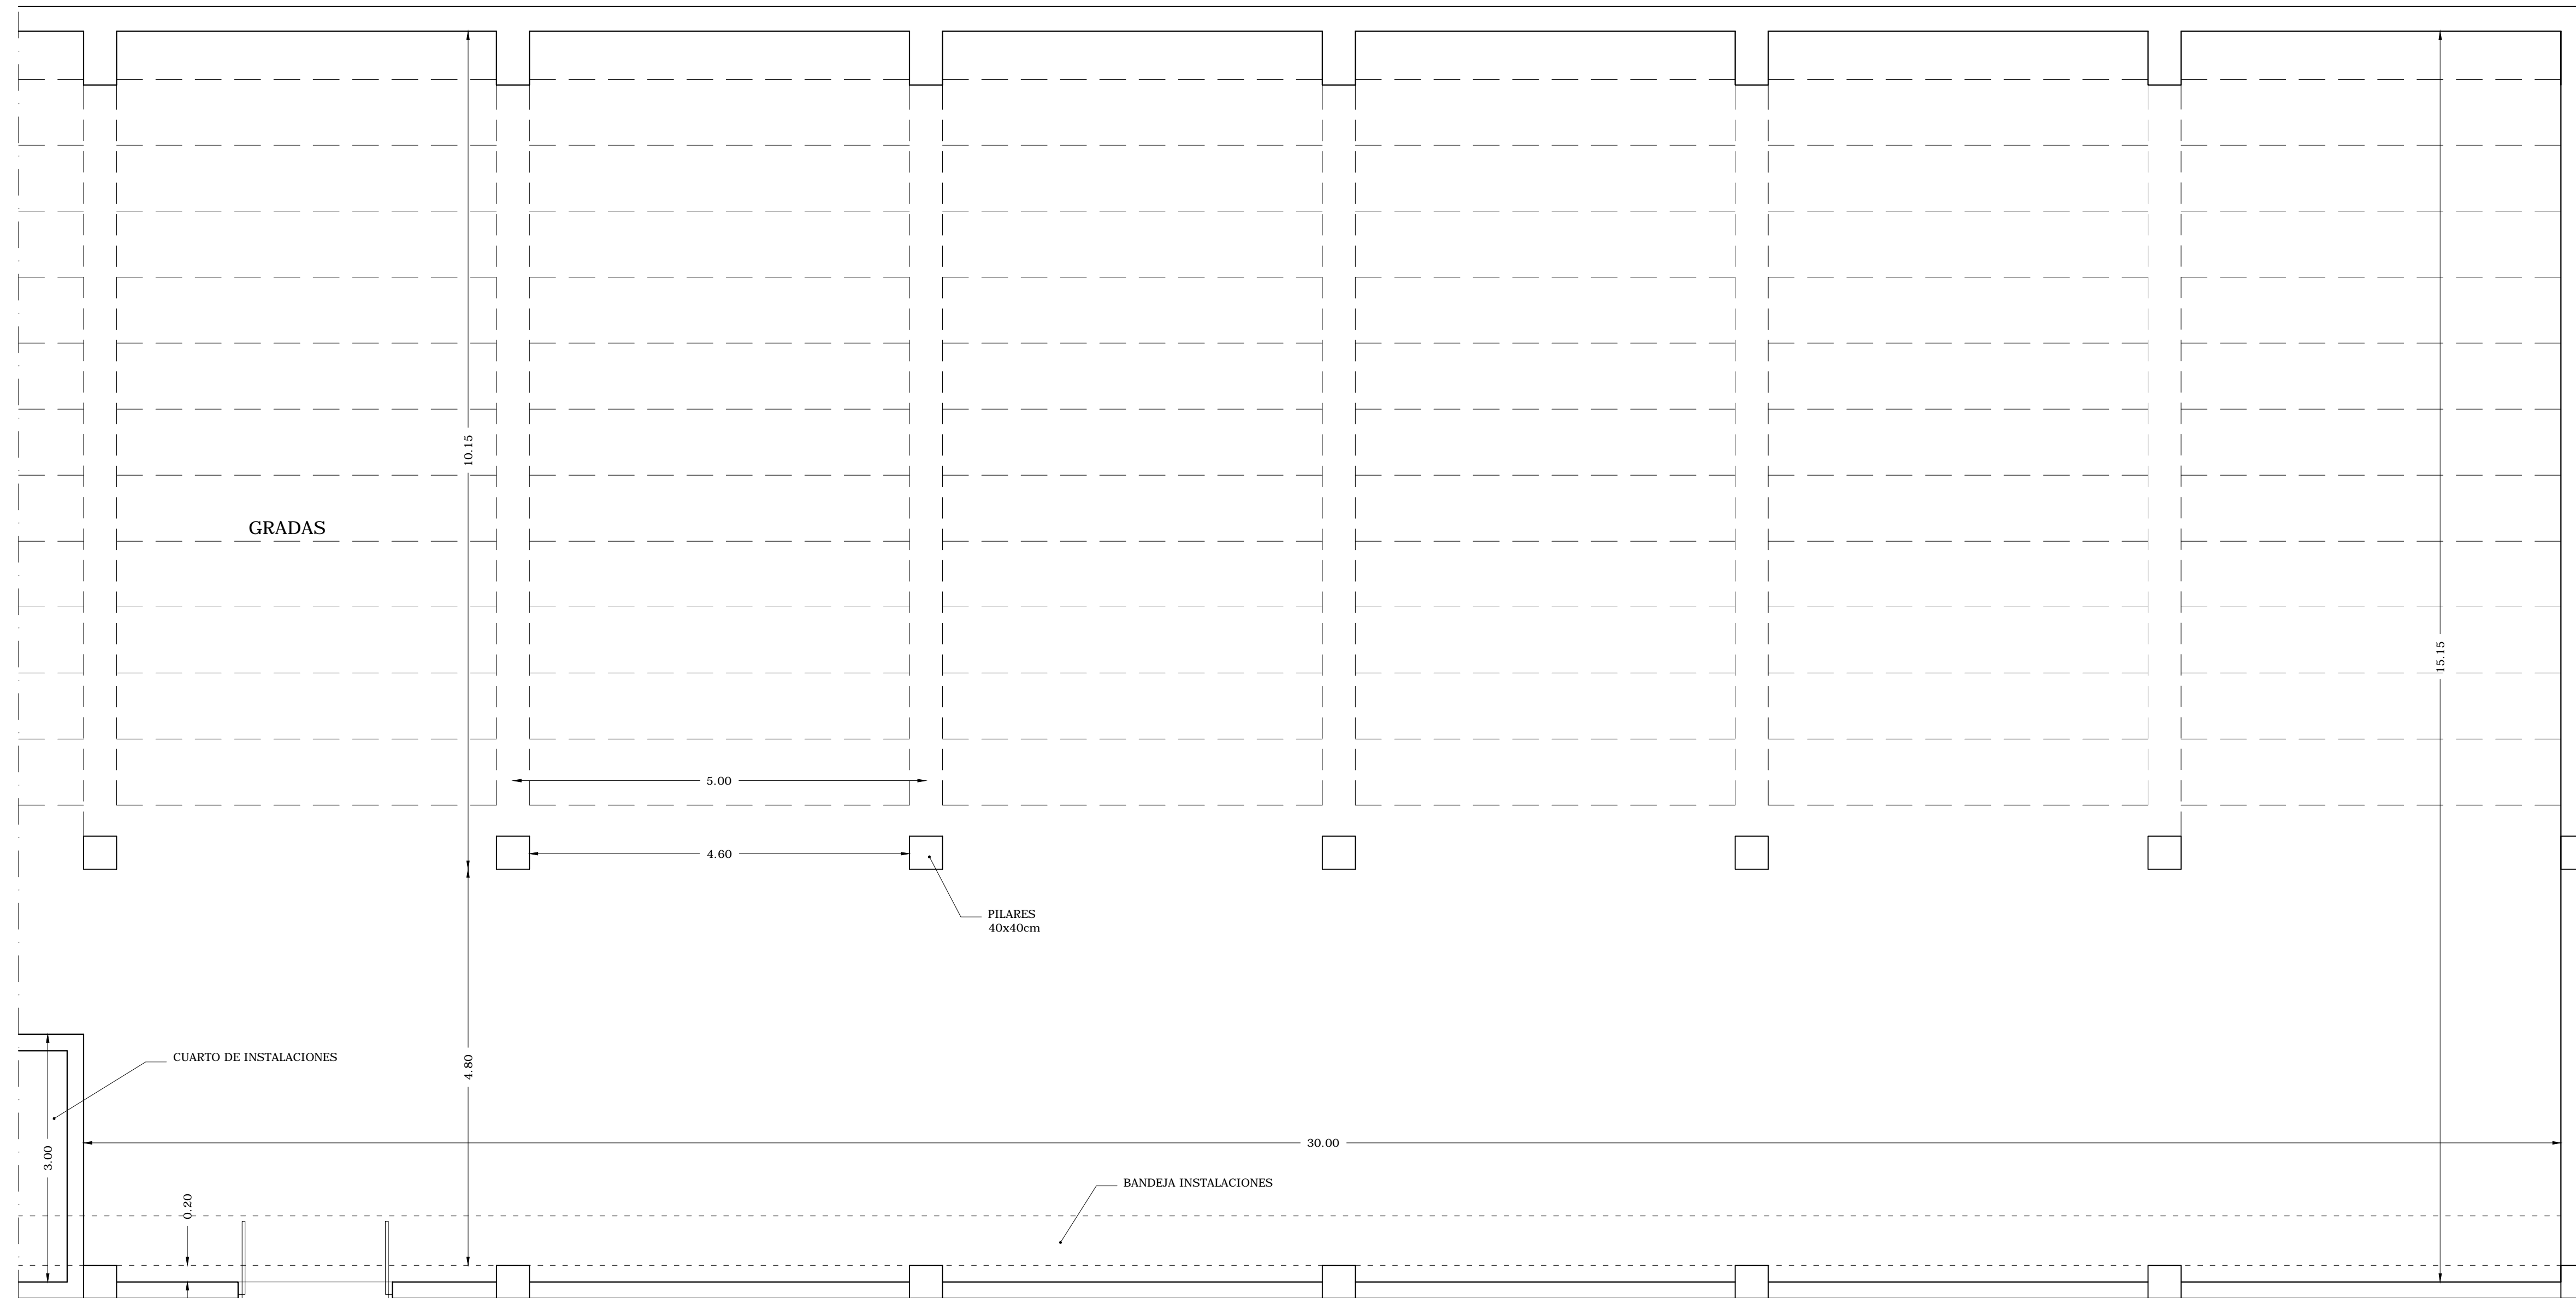 10.15
15.15
GRADAS
5.00
4.60
PILARES
40x40cm
CUARTO DE INSTALACIONES
4.80
30.00
3.00
BANDEJA INSTALACIONES
0.20